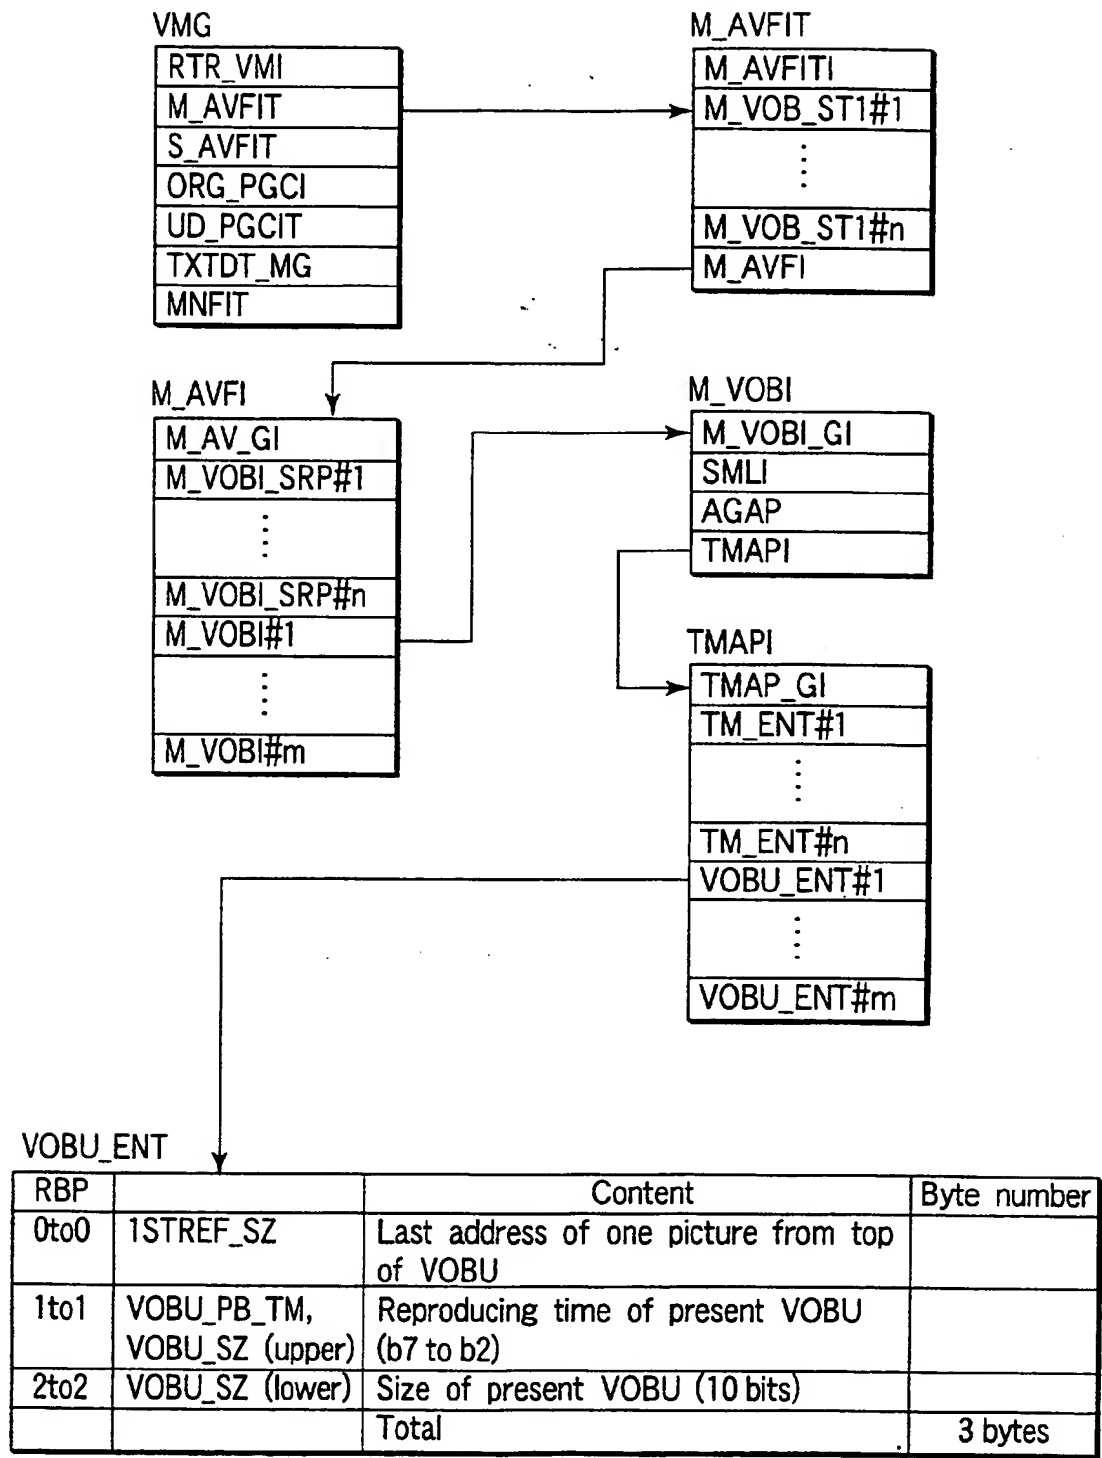 VMG
RTR_VMI
M_AVFIT
S_AVFIT
ORG_PGCI
UD_PGCIT
TXTDT_MG
MNFIT
M_AVFIT
M_AVFITI
M_VOB_ST1#1
M_VOB_ST1#n
M_AVFI
M_AVFI
M_AV_GI
M_VOBI_SRP#1
M_VOBI_SRP#n
M_VOBI#1
M_VOBI#m
M_VOBI
M_VOBI_GI
SMLI
AGAP
TMAPI
TMAPI
TMAP_GI
TM_ENT#1
TM_ENT#n
VOBU_ENT#1
VOBU_ENT#m
VOBU_ENT
RBP Content Byte number
0to0 1STREF_SZ Last address of one picture from top
of VOBU
1to1 VOBU_PB_TM, Reproducing time of present VOBU
VOBU_SZ (upper) (b7 to b2)
2to2 VOBU_SZ (lower) Size of present VOBU (10 bits)
Total 3 bytes